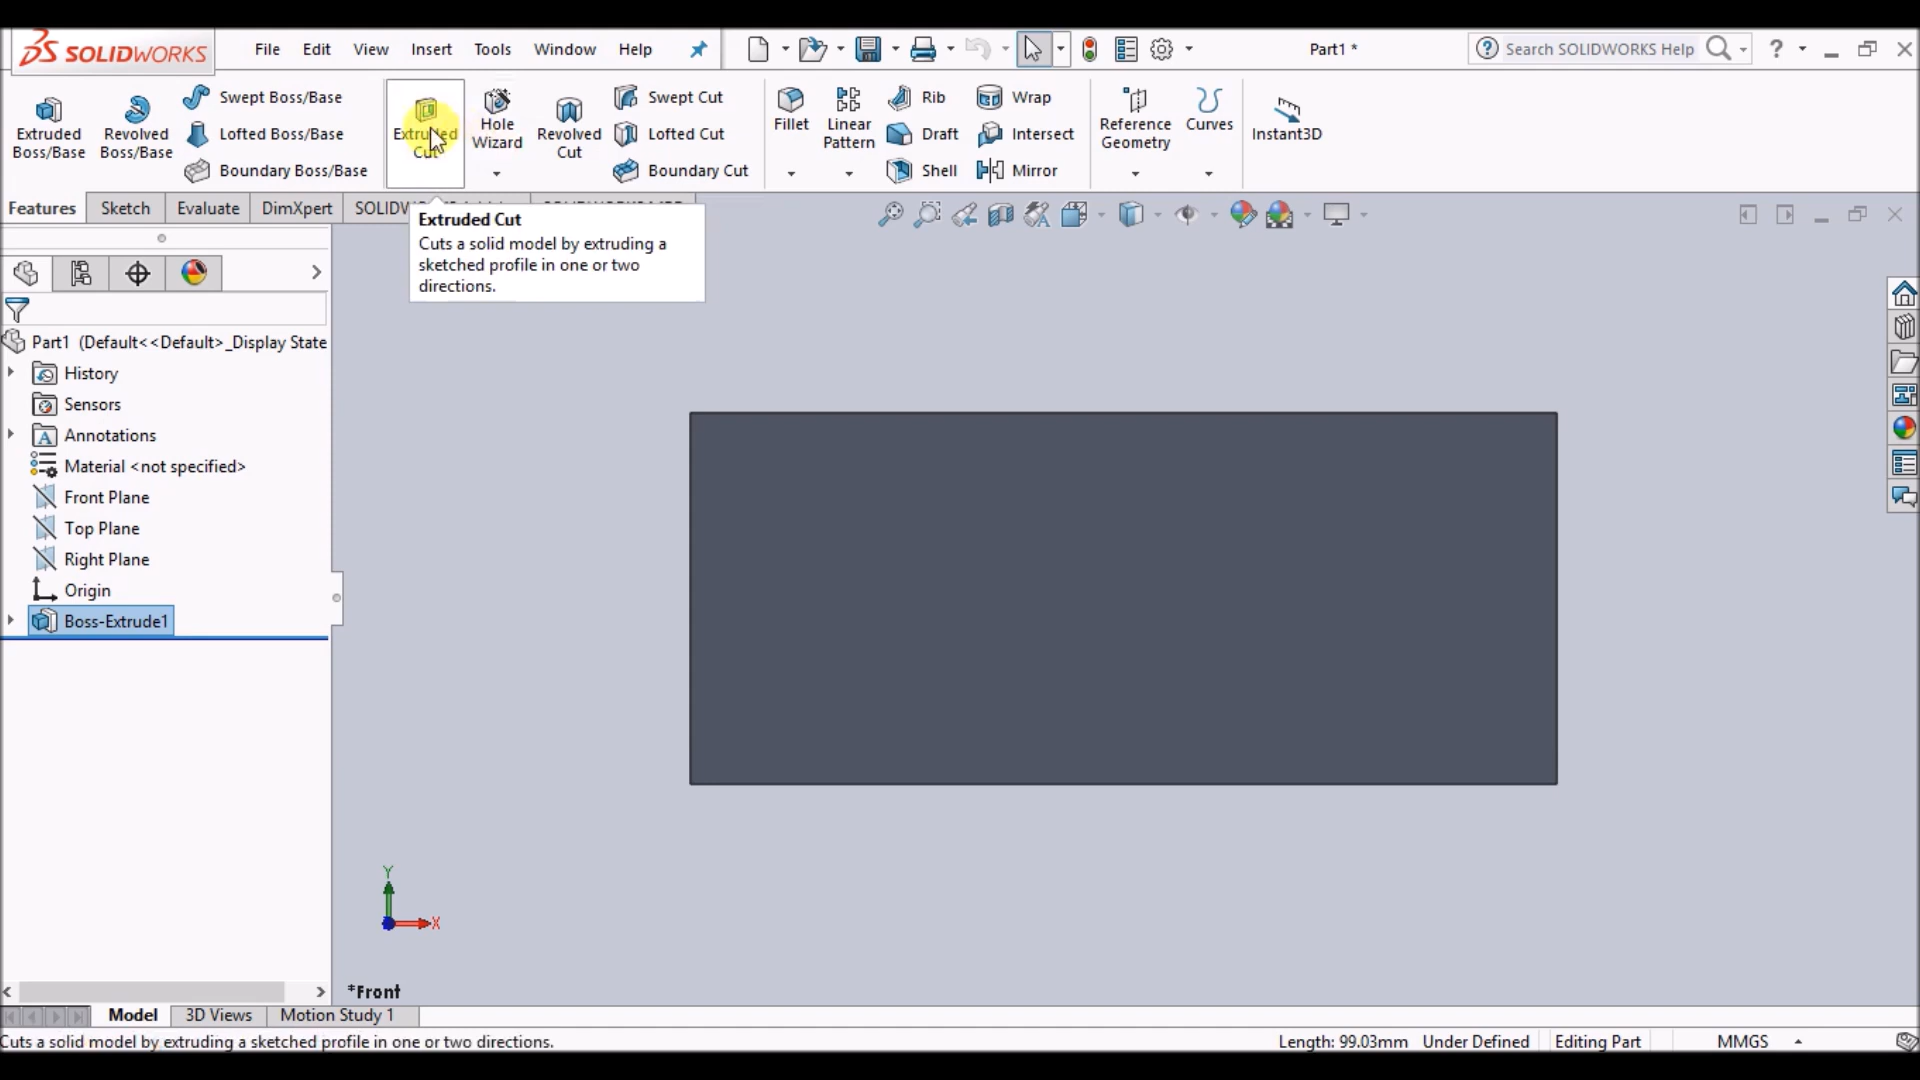 SOLIDWORKS File Edit View Insert Tools Window Help Part1 * Search SOLIDWORKS Help ?
Extruded Boss/Base
Revolved Boss/Base
Swept Boss/Base
Lofted Boss/Base
Boundary Boss/Base
Extruded Cut
Hole Wizard
Revolved Cut
Swept Cut
Lofted Cut
Boundary Cut
Fillet
Linear Pattern
Rib
Draft
Shell
Wrap
Intersect
Mirror
Reference Geometry
Curves
Instant3D
Features Sketch Evaluate DimXpert
Extruded Cut
Cuts a solid model by extruding a
sketched profile in one or two
directions.
Part1 (Default<<Default>_Display State
History
Sensors
Annotations
Material <not specified>
Front Plane
Top Plane
Right Plane
Origin
Boss-Extrude1
Y
X
*Front
Model 3D Views Motion Study 1
Cuts a solid model by extruding a sketched profile in one or two directions. Length: 99.03mm Under Defined Editing Part MMGS